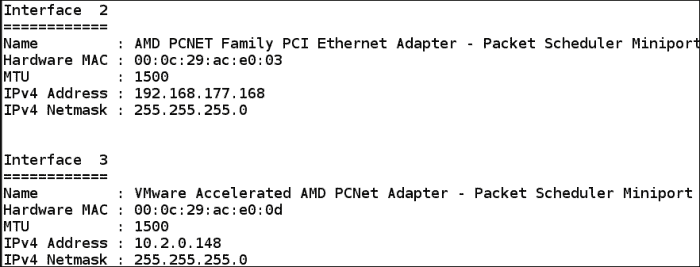 Interface  2
============
Name         : AMD PCNET Family PCI Ethernet Adapter - Packet Scheduler Miniport
Hardware MAC : 00:0c:29:ac:e0:03
MTU          : 1500
IPv4 Address : 192.168.177.168
IPv4 Netmask : 255.255.255.0
Interface  3
============
Name         : VMware Accelerated AMD PCNet Adapter - Packet Scheduler Miniport
Hardware MAC : 00:0c:29:ac:e0:0d
MTU          : 1500
IPv4 Address : 10.2.0.148
IPv4 Netmask : 255.255.255.0